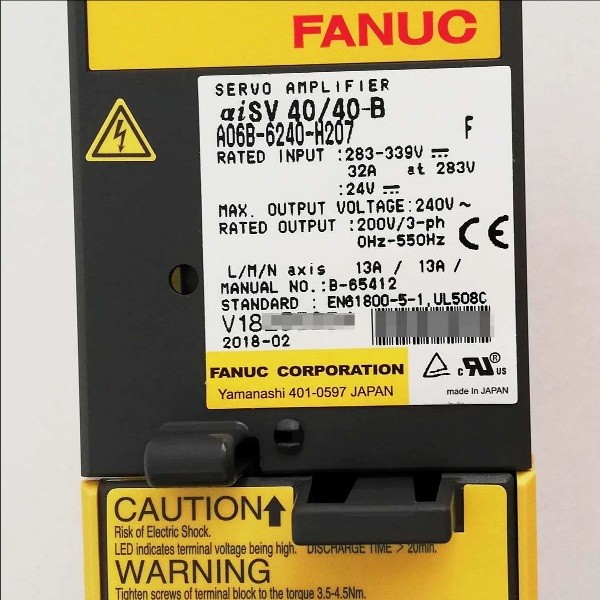 FANUC
SERVO AMPLIFIER
αiSV 40/40-B
A06B-6240-H207
F
RATED INPUT :283-339V ⎓
32A at 283V
:24V ⎓
MAX. OUTPUT VOLTAGE:240V ~
RATED OUTPUT :200V/3-ph
0Hz-550Hz
CE
L/M/N axis 13A / 13A /
MANUAL NO.:B-65412
STANDARD : EN61800-5-1,UL508C
V18
2018-02
FANUC CORPORATION
Yamanashi 401-0597 JAPAN
c US
made in JAPAN
CAUTION
Risk of Electric Shock.
LED indicates terminal voltage being high. DISCHARGE TIME > 20min.
WARNING
Tighten screws of terminal block to the torque 3.5-4.5Nm.